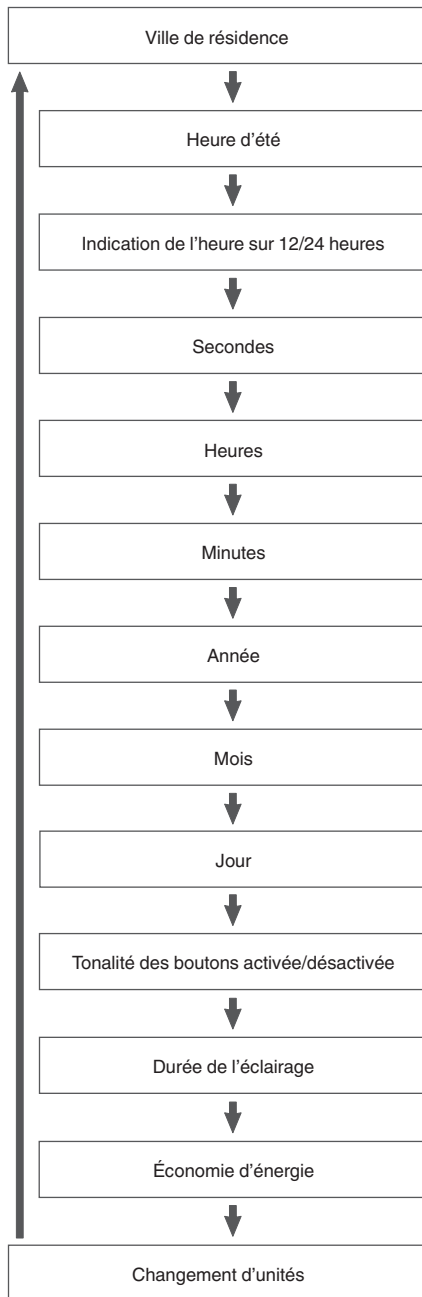 Ville de résidence
Heure d’été
Indication de l’heure sur 12/24 heures
Secondes
Heures
Minutes
Année
Mois
Jour
Tonalité des boutons activée/désactivée
Durée de l’éclairage
Économie d’énergie
Changement d’unités